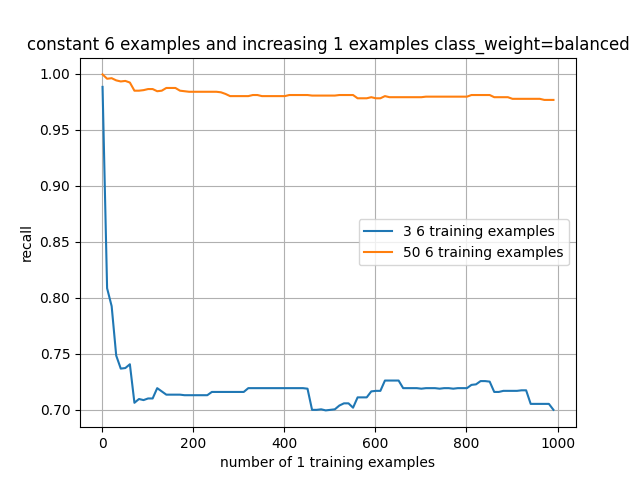 constant 6 examples and increasing 1 examples class_weight=balanced
1.00
0.95
0.90
0.85
0.80
0.75
0.70
recall
3 6 training examples
50 6 training examples
0 200 400 600 800 1000
number of 1 training examples